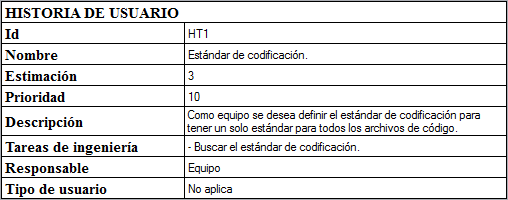 HISTORIA DE USUARIO
Id HT1
Nombre Estándar de codificación.
Estimación 3
Prioridad 10
Descripción Como equipo se desea definir el estándar de codificación para
tener un solo estándar para todos los archivos de código.
Tareas de ingeniería - Buscar el estándar de codificación.
Responsable Equipo
Tipo de usuario No aplica